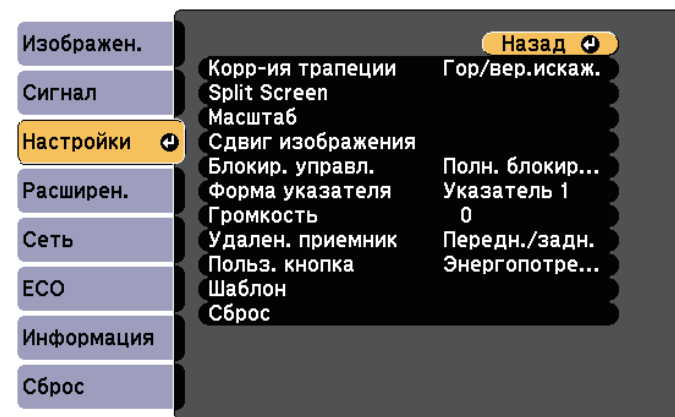 Изображен.
Сигнал
Настройки
Расширен.
Сеть
ECO
Информация
Сброс
Назад
Корр-ия трапеции Гор/вер.искаж.
Split Screen
Масштаб
Сдвиг изображения
Блокир. управл. Полн. блокир...
Форма указателя Указатель 1
Громкость 0
Удален. приемник Передн./задн.
Польз. кнопка Энергопотре...
Шаблон
Сброс